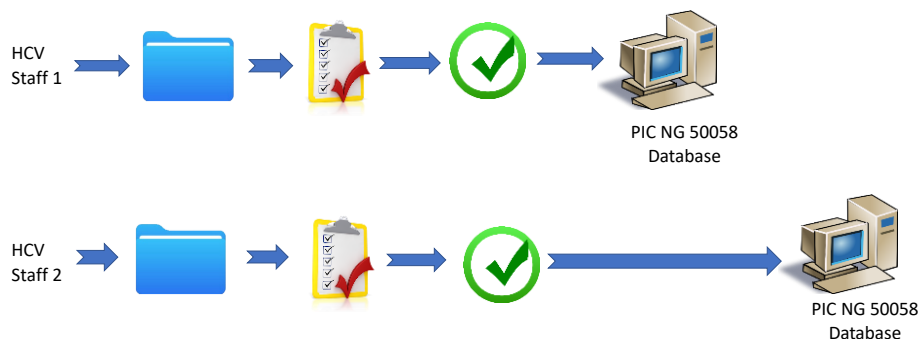 HCV
Staff 1
PIC NG 50058
Database
HCV
Staff 2
PIC NG 50058
Database